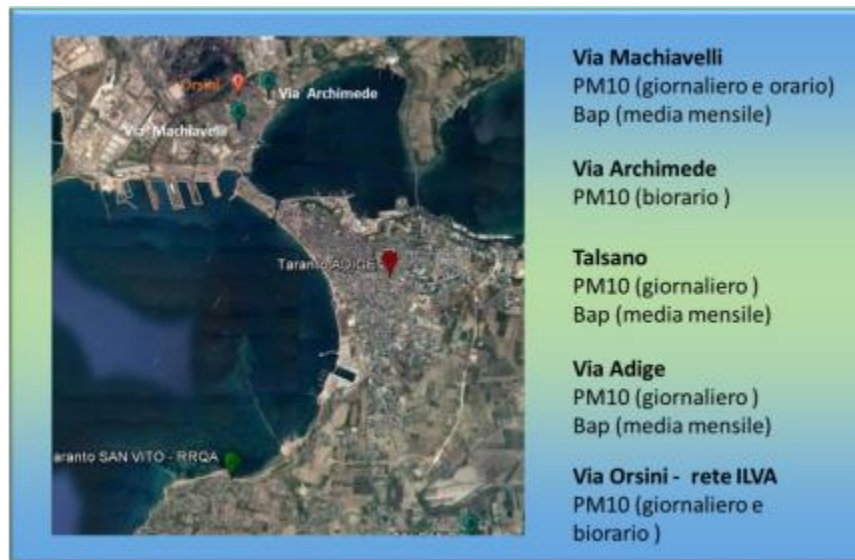 Orsini
Via Archimede
Via Machiavelli
Taranto ADIGE
aranto SAN VITO - RRQA
Via Machiavelli
PM10 (giornaliero e orario)
Bap (media mensile)
Via Archimede
PM10 (biorario )
Talsano
PM10 (giornaliero )
Bap (media mensile)
Via Adige
PM10 (giornaliero )
Bap (media mensile)
Via Orsini - rete ILVA
PM10 (giornaliero e
biorario )